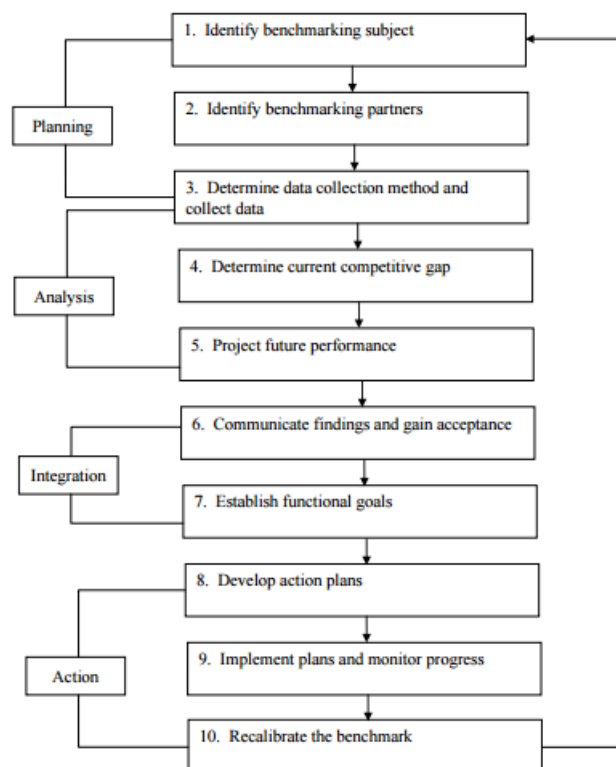 1. Identify benchmarking subject
2. Identify benchmarking partners
Planning
3. Determine data collection method and
collect data
4. Determine current competitive gap
Analysis
5. Project future performance
6. Communicate findings and gain acceptance
Integration
7. Establish functional goals
8. Develop action plans
9. Implement plans and monitor progress
Action
10. Recalibrate the benchmark